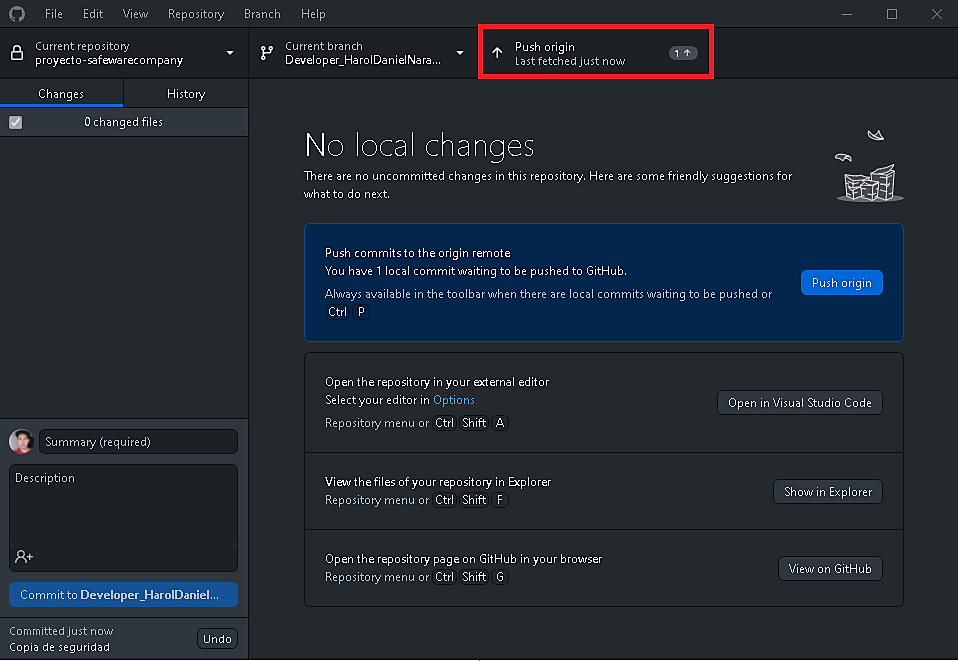 File Edit View Repository Branch Help
Current repository
proyecto-safewarecompany
Current branch
Developer_HarolDanielNara...
Push origin
Last fetched just now
1
Changes History
0 changed files
No local changes
There are no uncommitted changes in this repository. Here are some friendly suggestions for
what to do next.
Push commits to the origin remote
You have 1 local commit waiting to be pushed to GitHub.
Always available in the toolbar when there are local commits waiting to be pushed or
Ctrl P
Push origin
Open the repository in your external editor
Select your editor in Options
Repository menu or Ctrl Shift A
Open in Visual Studio Code
View the files of your repository in Explorer
Repository menu or Ctrl Shift F
Show in Explorer
Open the repository page on GitHub in your browser
Repository menu or Ctrl Shift G
View on GitHub
Summary (required)
Description
Commit to Developer_HarolDaniel...
Committed just now
Copia de seguridad
Undo